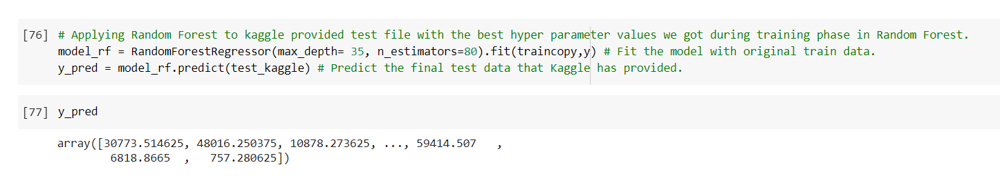 [76] # Applying Random Forest to kaggle provided test file with the best hyper parameter values we got during training phase in Random Forest.
model_rf = RandomForestRegressor(max_depth= 35, n_estimators=80).fit(traincopy,y) # Fit the model with original train data.
y_pred = model_rf.predict(test_kaggle) # Predict the final test data that Kaggle has provided.
[77] y_pred
array([30773.514625, 48016.250375, 10878.273625, ..., 59414.507   ,
        6818.8665  ,   757.280625])